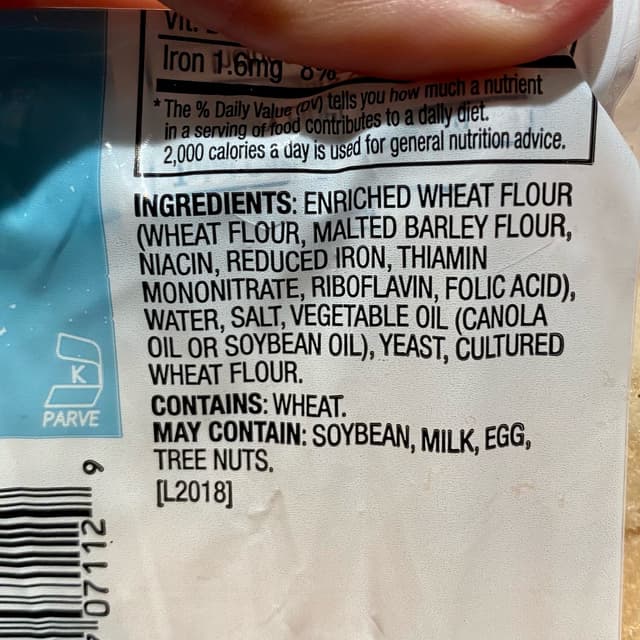 Iron 1.6mg 8%
* The % Daily Value (DV) tells you how much a nutrient
in a serving of food contributes to a daily diet.
2,000 calories a day is used for general nutrition advice.
INGREDIENTS: ENRICHED WHEAT FLOUR
(WHEAT FLOUR, MALTED BARLEY FLOUR,
NIACIN, REDUCED IRON, THIAMIN
MONONITRATE, RIBOFLAVIN, FOLIC ACID),
WATER, SALT, VEGETABLE OIL (CANOLA
OIL OR SOYBEAN OIL), YEAST, CULTURED
WHEAT FLOUR.
CONTAINS: WHEAT.
MAY CONTAIN: SOYBEAN, MILK, EGG,
TREE NUTS.
[L2018]
K
PARVE
07112 9